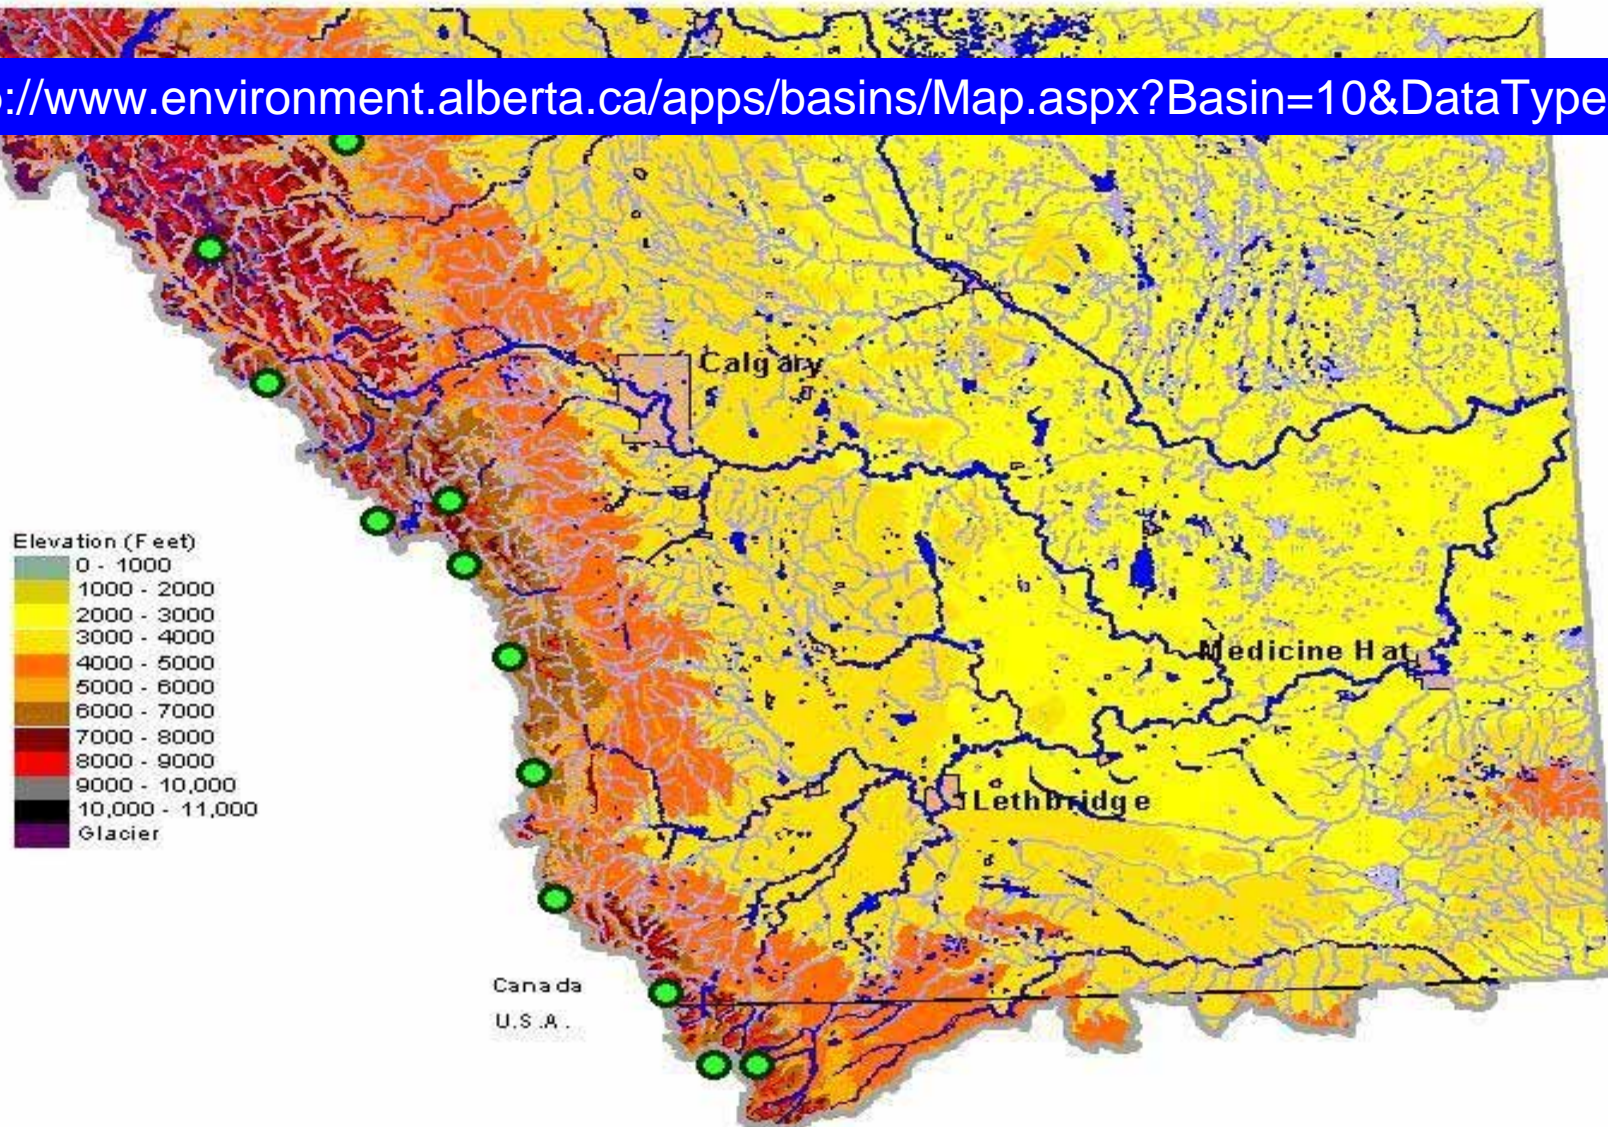 ://www.environment.alberta.ca/apps/basins/Map.aspx?Basin=10&DataType
Calgary
Elevation (Feet)
0 - 1000
1000 - 2000
2000 - 3000
3000 - 4000
4000 - 5000
5000 - 6000
6000 - 7000
7000 - 8000
8000 - 9000
9000 - 10,000
10,000 - 11,000
Glacier
Medicine Hat
Lethbridge
Canada
U.S.A.